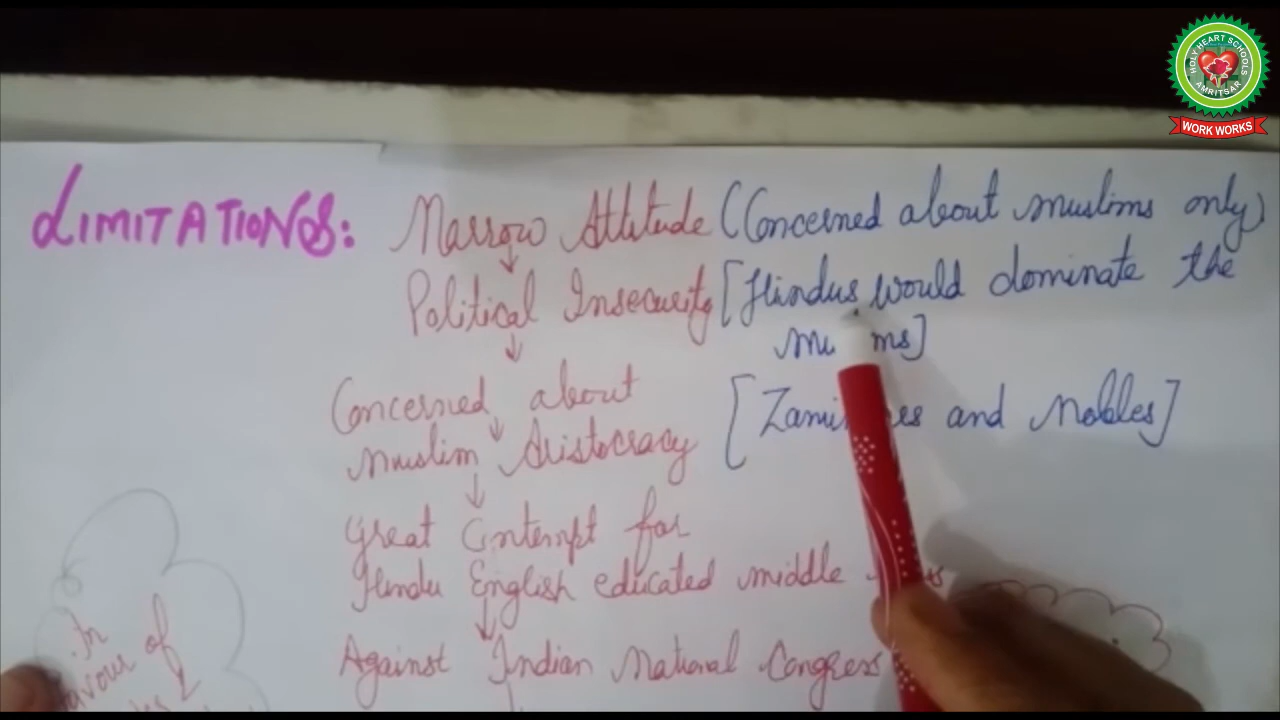 HOLY HEART SCHOOLS
AMRITSAR
WORK WORKS
LIMITATIONS: Narrow Attitude (Concerned about muslims only)
Political Insecurity [Hindus would dominate the
Concerned about
muslim Aristocracy [and Nobles]
Great Contempt for
Hindu English educated middle
Against Indian National Congress
In
favour of